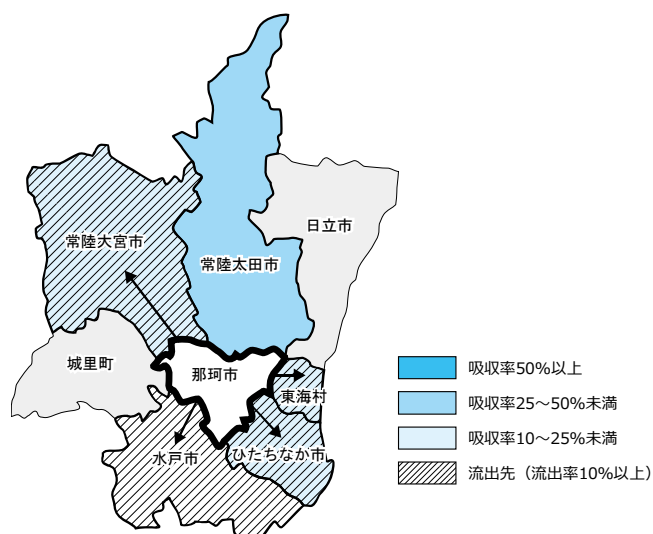 日立市
常陸大宮市
常陸太田市
城里町
那珂市
東海村
水戸市
ひたちなか市
吸収率50%以上
吸収率25～50%未満
吸収率10～25%未満
流出先（流出率10%以上）